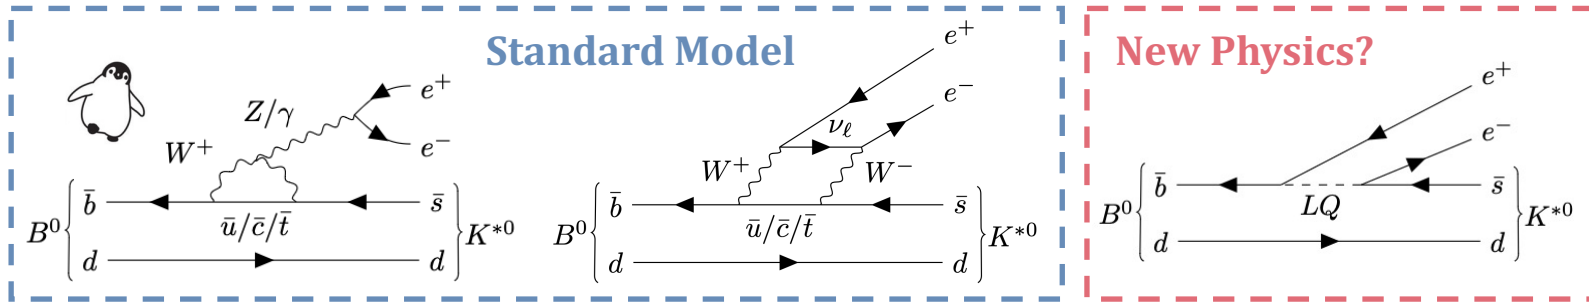 Standard Model
Z/γ
W⁺
e⁺
e⁻
B⁰
b̄
s̄
ū/c̄/t̄
d
d
K*⁰
e⁺
e⁻
ν_ℓ
W⁺
W⁻
B⁰
b̄
s̄
ū/c̄/t̄
d
d
K*⁰
New Physics?
e⁺
e⁻
B⁰
b̄
s̄
LQ
d
d
K*⁰